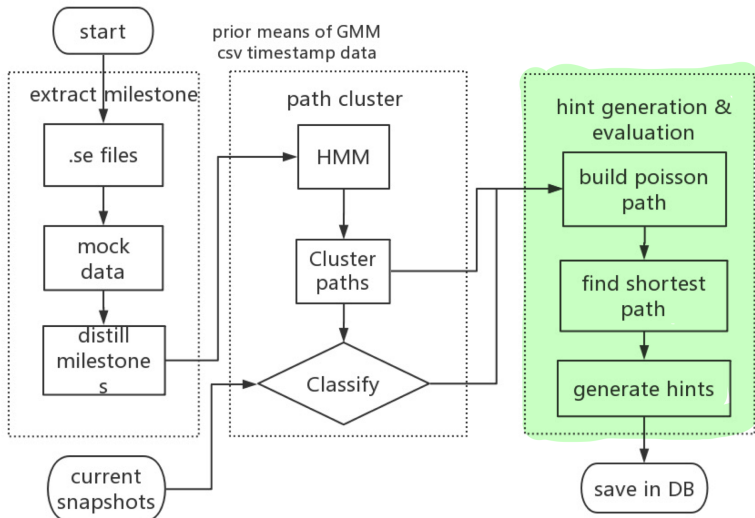 start
prior means of GMM
csv timestamp data
extract milestone
.se files
mock
data
distill
milestone
s
path cluster
HMM
Cluster
paths
Classify
hint generation &
evaluation
build poisson
path
find shortest
path
generate hints
current
snapshots
save in DB